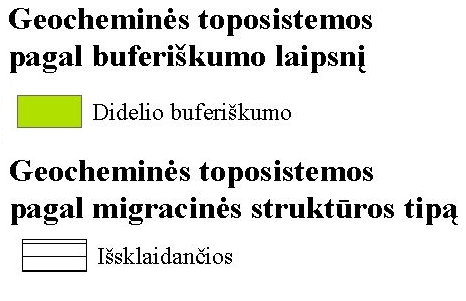 Geocheminės toposistemos
pagal buferiškumo laipsnį
Didelio buferiškumo
Geocheminės toposistemos
pagal migracinės struktūros tipą
Išsklaidančios